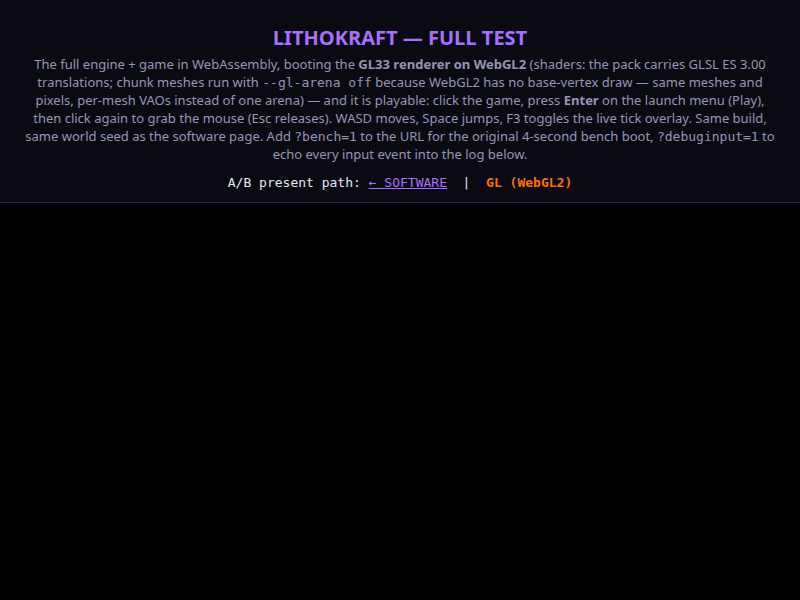 LITHOKRAFT — FULL TEST
The full engine + game in WebAssembly, booting the GL33 renderer on WebGL2 (shaders: the pack carries GLSL ES 3.00
translations; chunk meshes run with --gl-arena off because WebGL2 has no base-vertex draw — same meshes and
pixels, per-mesh VAOs instead of one arena) — and it is playable: click the game, press Enter on the launch menu (Play),
then click again to grab the mouse (Esc releases). WASD moves, Space jumps, F3 toggles the live tick overlay. Same build,
same world seed as the software page. Add ?bench=1 to the URL for the original 4-second bench boot, ?debuginput=1 to
echo every input event into the log below.
A/B present path: ← SOFTWARE | GL (WebGL2)